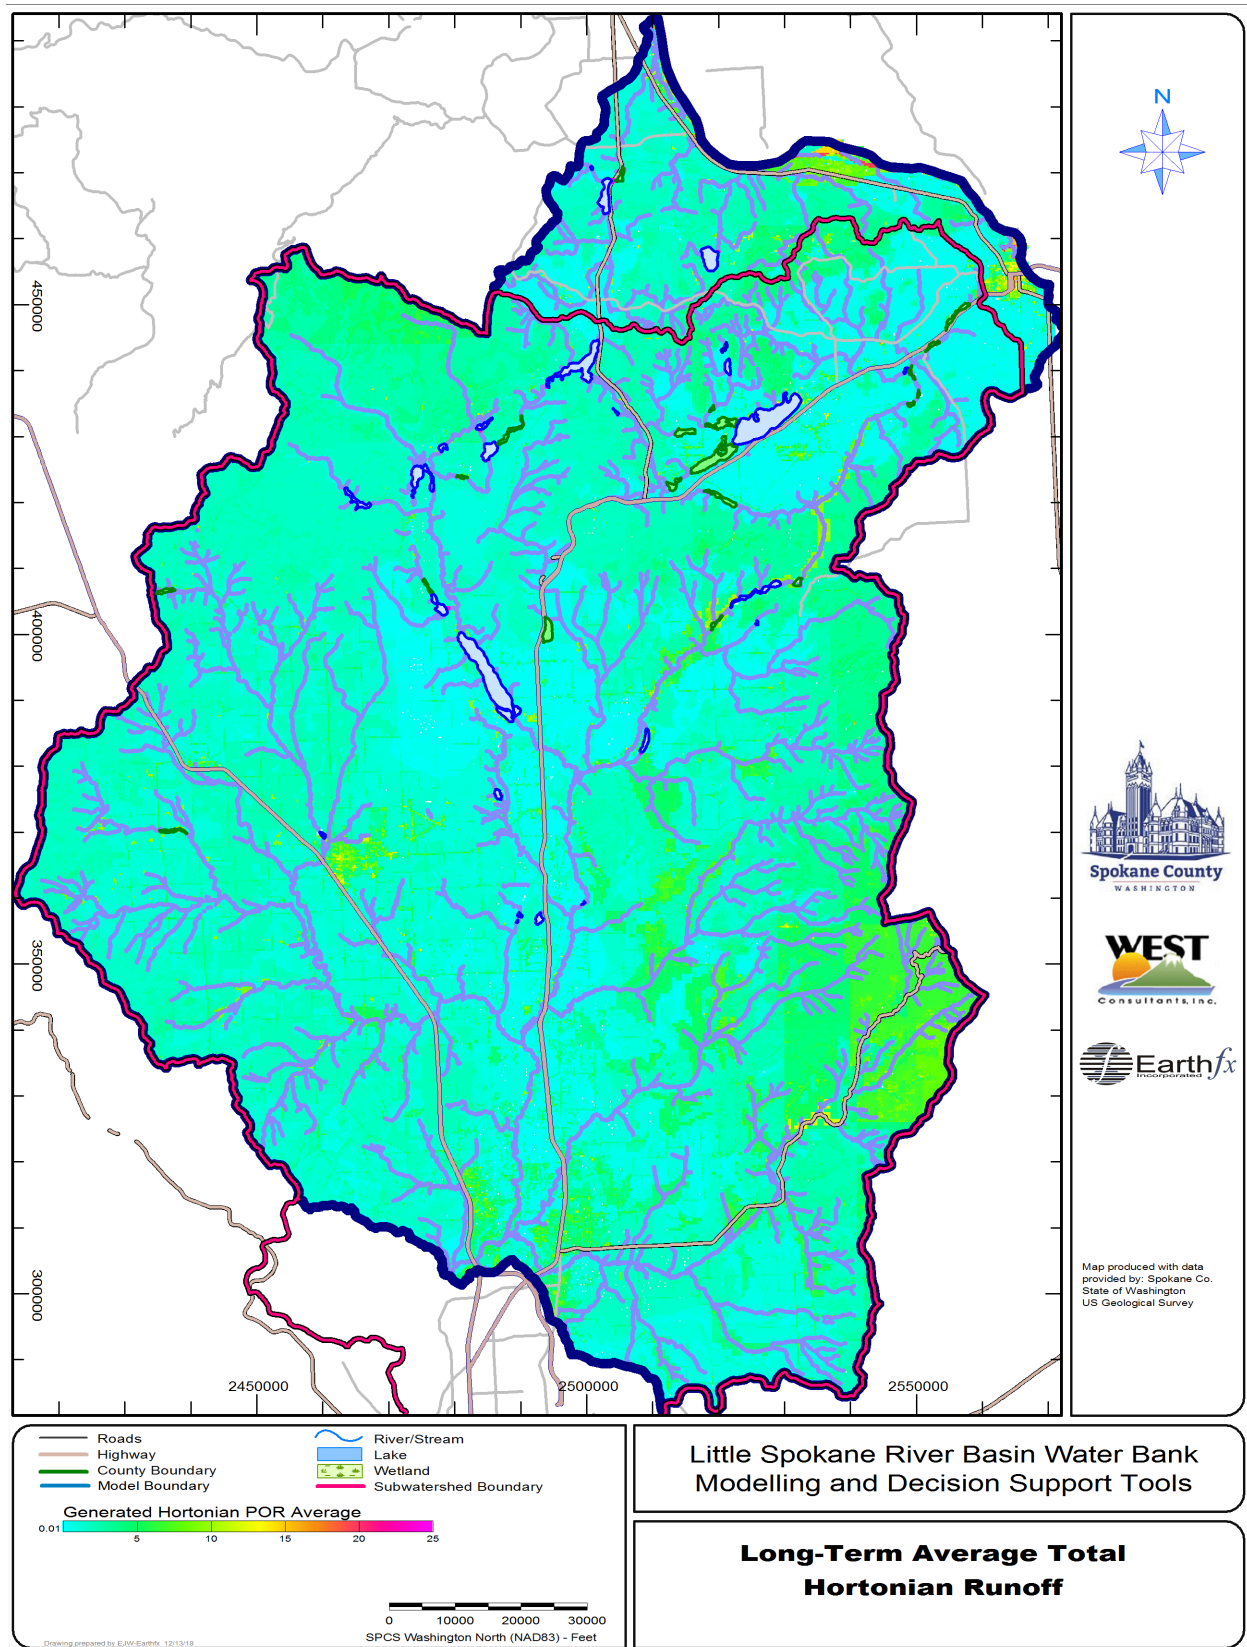 N
450000
400000
350000
300000
2450000
2500000
2550000
Spokane County
WASHINGTON
WEST
Consultants, Inc.
Earthfx
Incorporated
Map produced with data
provided by: Spokane Co.
State of Washington
US Geological Survey
Roads
Highway
County Boundary
Model Boundary
River/Stream
Lake
Wetland
Subwatershed Boundary
Generated Hortonian POR Average
0.01
5
10
15
20
25
0
10000
20000
30000
SPCS Washington North (NAD83) - Feet
Drawing prepared by EJW-Earthfx 12/13/18
Little Spokane River Basin Water Bank
Modelling and Decision Support Tools
Long-Term Average Total
Hortonian Runoff